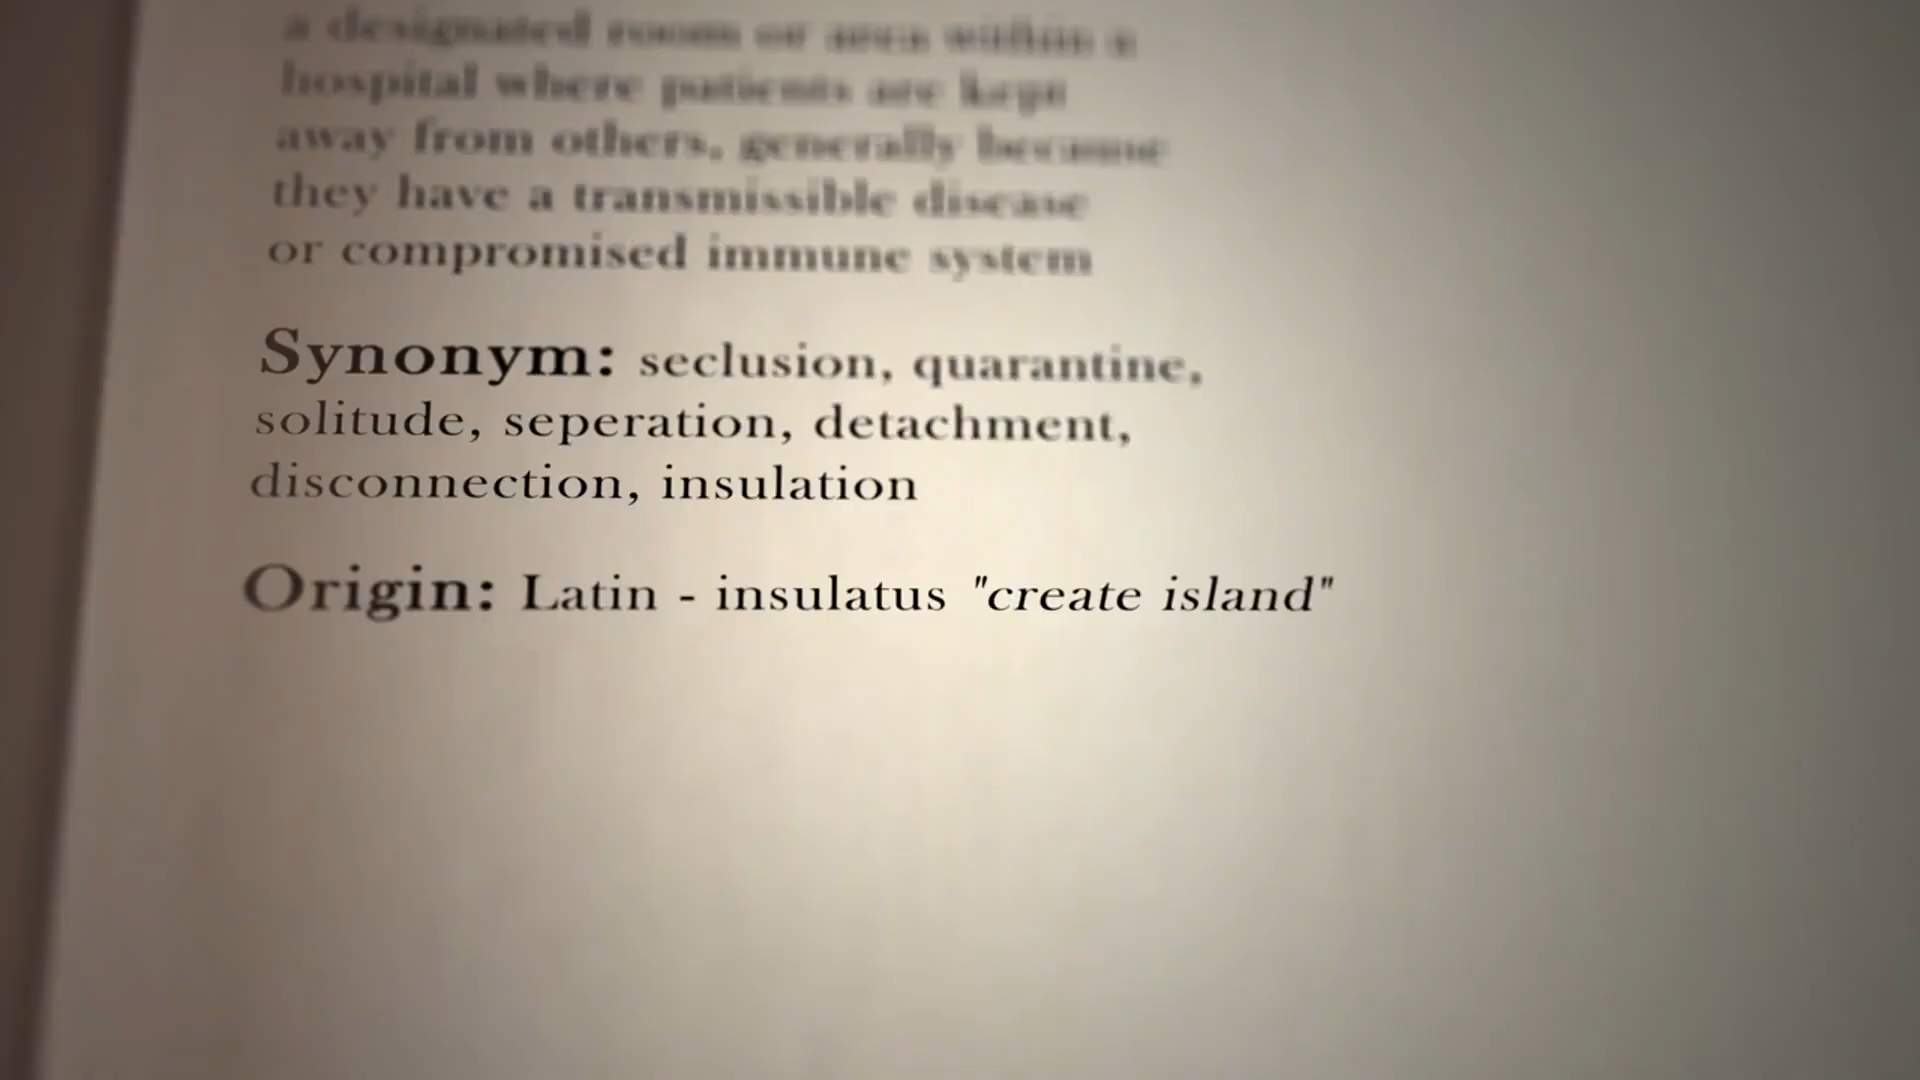 a designated room or area within a
hospital where patients are kept
away from others, generally because
they have a transmissible disease
or compromised immune system
Synonym: seclusion, quarantine,
solitude, seperation, detachment,
disconnection, insulation
Origin: Latin - insulatus "create island"